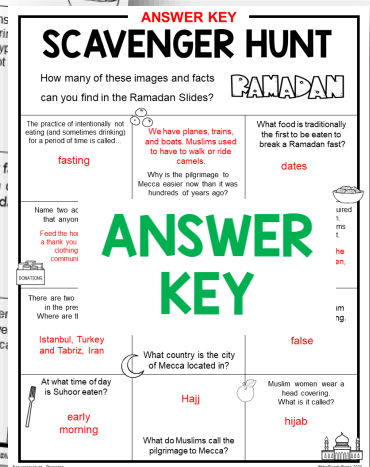 ANSWER KEY
SCAVENGER HUNT
How many of these images and facts
can you find in the Ramadan Slides?
RAMADAN
The practice of intentionally not
eating (and sometimes drinking)
for a period of time is called...
fasting
We have planes, trains,
and boats. Muslims used
to have to walk or ride
camels.
Why is the pilgrimage to
Mecca easier now than it was
hundreds of years ago?
What food is traditionally
the first to be eaten to
break a Ramadan fast?
dates
Name two
that anyon
Feed the
a thank you
clothing
communi
DONATIONS
ANSWER
KEY
There are two
in the
Where are
Istanbul, Turkey
and Tabriz, Iran
What country is the city
of Mecca located in?
false
At what time of day
is Suhoor eaten?
early
morning
Hajj
What do Muslims call the
pilgrimage to Mecca?
Muslim women wear a
head covering.
What is it called?
hijab